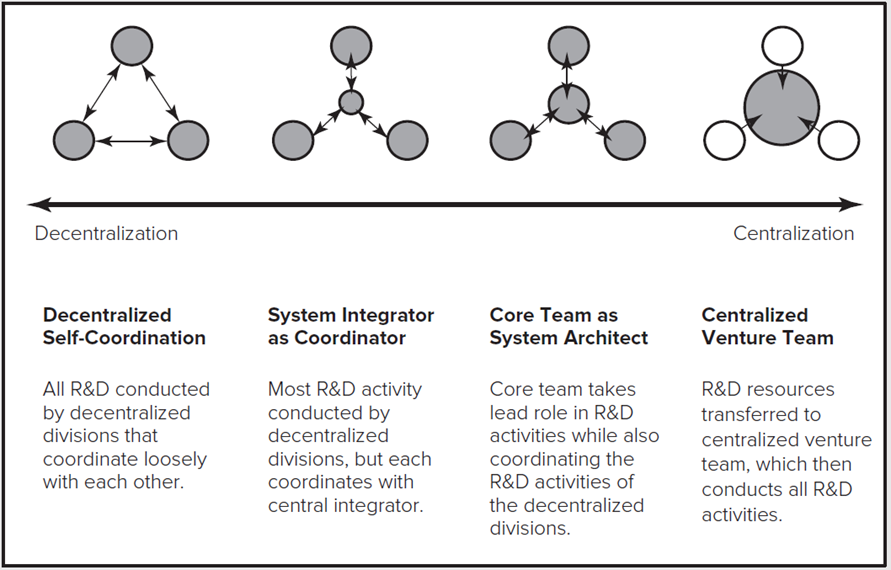 Decentralization
Centralization
Decentralized
Self-Coordination
All R&D conducted
by decentralized
divisions that
coordinate loosely
with each other.
System Integrator
as Coordinator
Most R&D activity
conducted by
decentralized
divisions, but each
coordinates with
central integrator.
Core Team as
System Architect
Core team takes
lead role in R&D
activities while also
coordinating the
R&D activities of
the decentralized
divisions.
Centralized
Venture Team
R&D resources
transferred to
centralized venture
team, which then
conducts all R&D
activities.